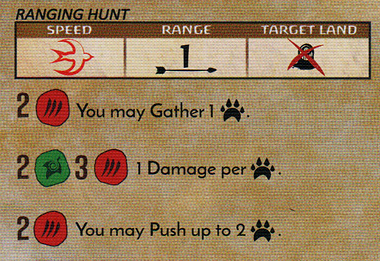 RANGING HUNT
SPEED RANGE TARGET LAND
1
2 You may Gather 1 .
2 3 1 Damage per .
2 You may Push up to 2 .